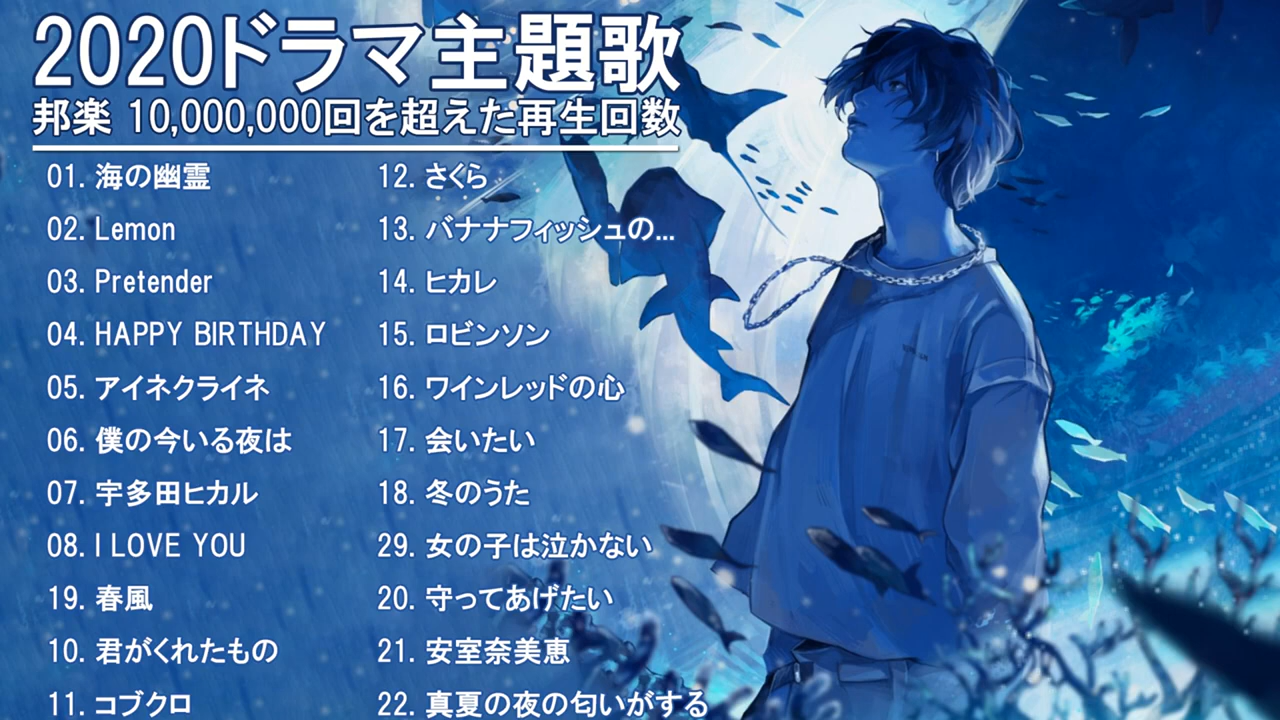 2020ドラマ主題歌
邦楽 10,000,000回を超えた再生回数
01. 海の幽霊
02. Lemon
03. Pretender
04. HAPPY BIRTHDAY
05. アイネクライネ
06. 僕の今いる夜は
07. 宇多田ヒカル
08. I LOVE YOU
19. 春風
10. 君がくれたもの
11. コブクロ
12. さくら
13. バナナフィッシュの...
14. ヒカレ
15. ロビンソン
16. ワインレッドの心
17. 会いたい
18. 冬のうた
29. 女の子は泣かない
20. 守ってあげたい
21. 安室奈美恵
22. 真夏の夜の匂いがする